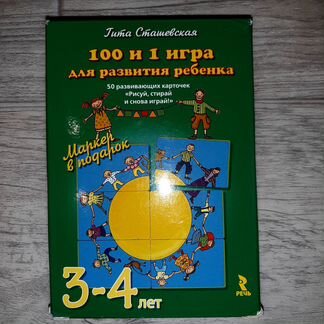 Гита Сташевская
100 и 1 игра
для развития ребенка
50 развивающих карточек
«Рисуй, стирай
и снова играй!»
Маркер
в подарок
3-4
лет
РЕЧЬ